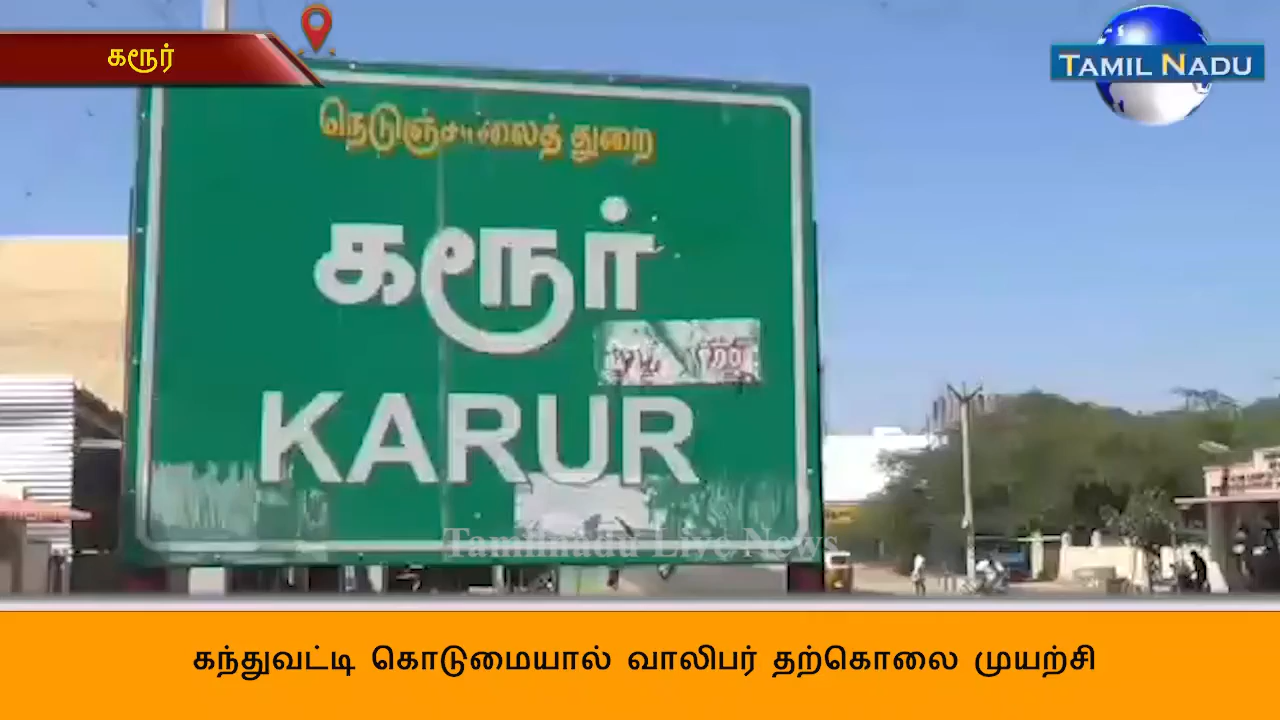 கரூர்
TAMIL NADU
நெடுஞ்சாலைத் துறை
கரூர்
KARUR
Tamilnadu Live News
கந்துவட்டி கொடுமையால் வாலிபர் தற்கொலை முயற்சி